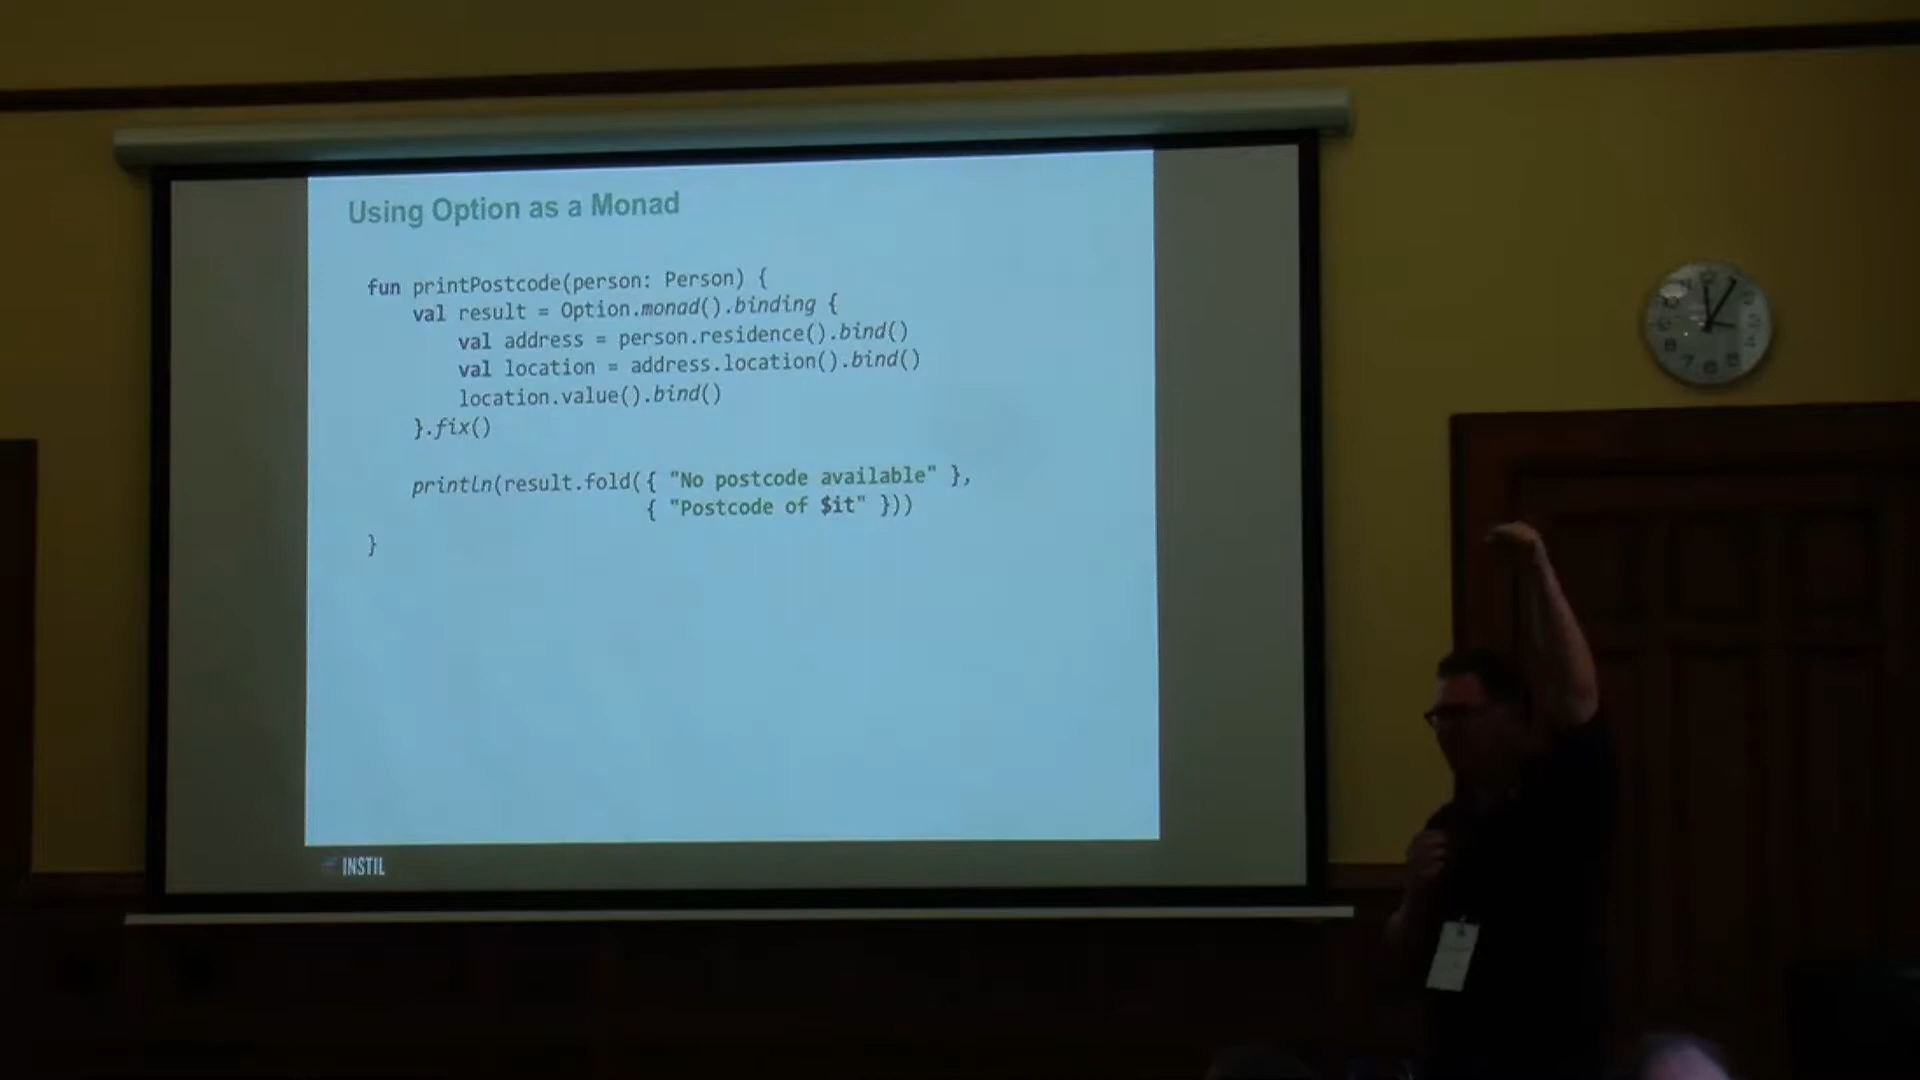 Using Option as a Monad
fun printPostcode(person: Person) {
val result = Option.monad().binding {
val address = person.residence().bind()
val location = address.location().bind()
location.value().bind()
}.fix()
println(result.fold({ "No postcode available" },
{ "Postcode of $it" }))
}
INSTIL